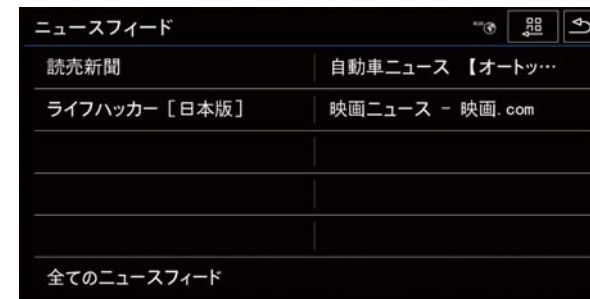 ニュースフィード
読売新聞
自動車ニュース 【オートッ…
ライフハッカー［日本版］
映画ニュース - 映画.com
全てのニュースフィード